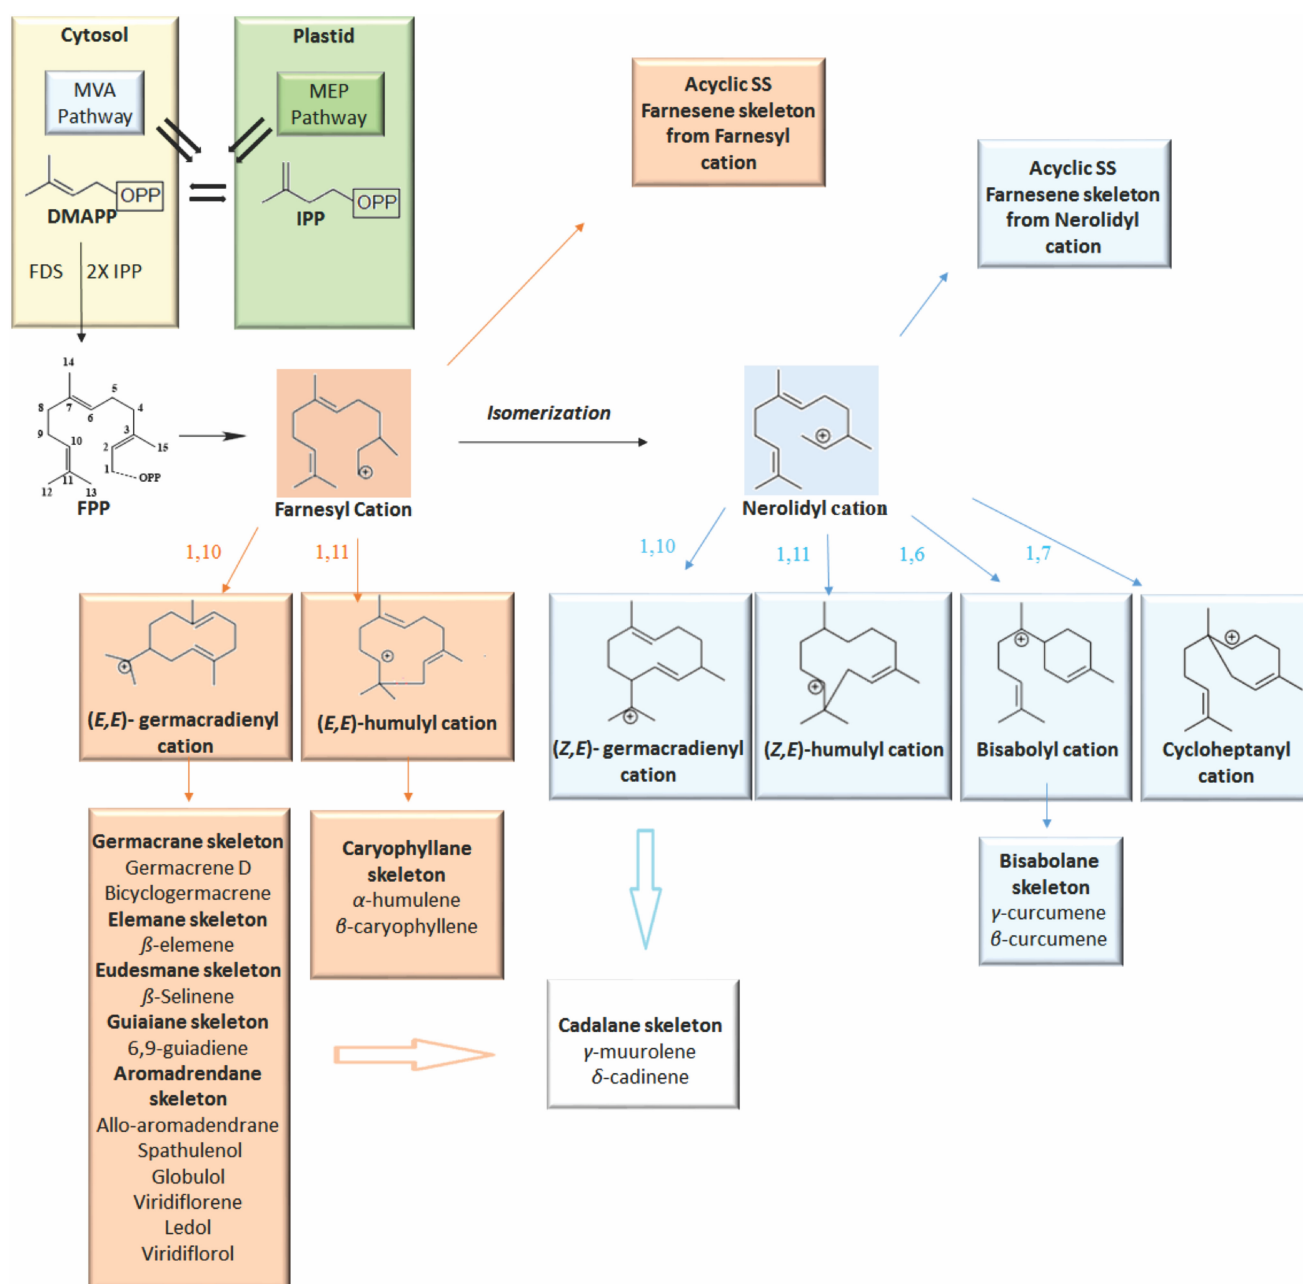 Cytosol
MVA
Pathway
OPP
DMAPP
FDS
2X IPP
Plastid
MEP
Pathway
OPP
IPP
Acyclic SS
Farnesene skeleton
from Farnesyl
cation
Acyclic SS
Farnesene skeleton
from Nerolidyl
cation
14
5
8
7
6
4
9
3
10
2
15
1
11
OPP
12
13
FPP
Farnesyl Cation
Isomerization
Nerolidyl cation
1,10
1,11
1,10
1,11
1,6
1,7
(E,E)- germacradienyl
cation
(E,E)-humulyl cation
(Z,E)- germacradienyl
cation
(Z,E)-humulyl cation
Bisabolyl cation
Cycloheptanyl
cation
Germacrane skeleton
Germacrene D
Bicyclogermacrene
Elemane skeleton
ß-elemene
Eudesmane skeleton
ß-Selinene
Guiaiane skeleton
6,9-guiadiene
Aromadrendane
skeleton
Allo-aromadendrane
Spathulenol
Globulol
Viridiflorene
Ledol
Viridiflorol
Caryophyllane
skeleton
α-humulene
β-caryophyllene
Cadalane skeleton
γ-muurolene
δ-cadinene
Bisabolane
skeleton
γ-curcumene
β-curcumene